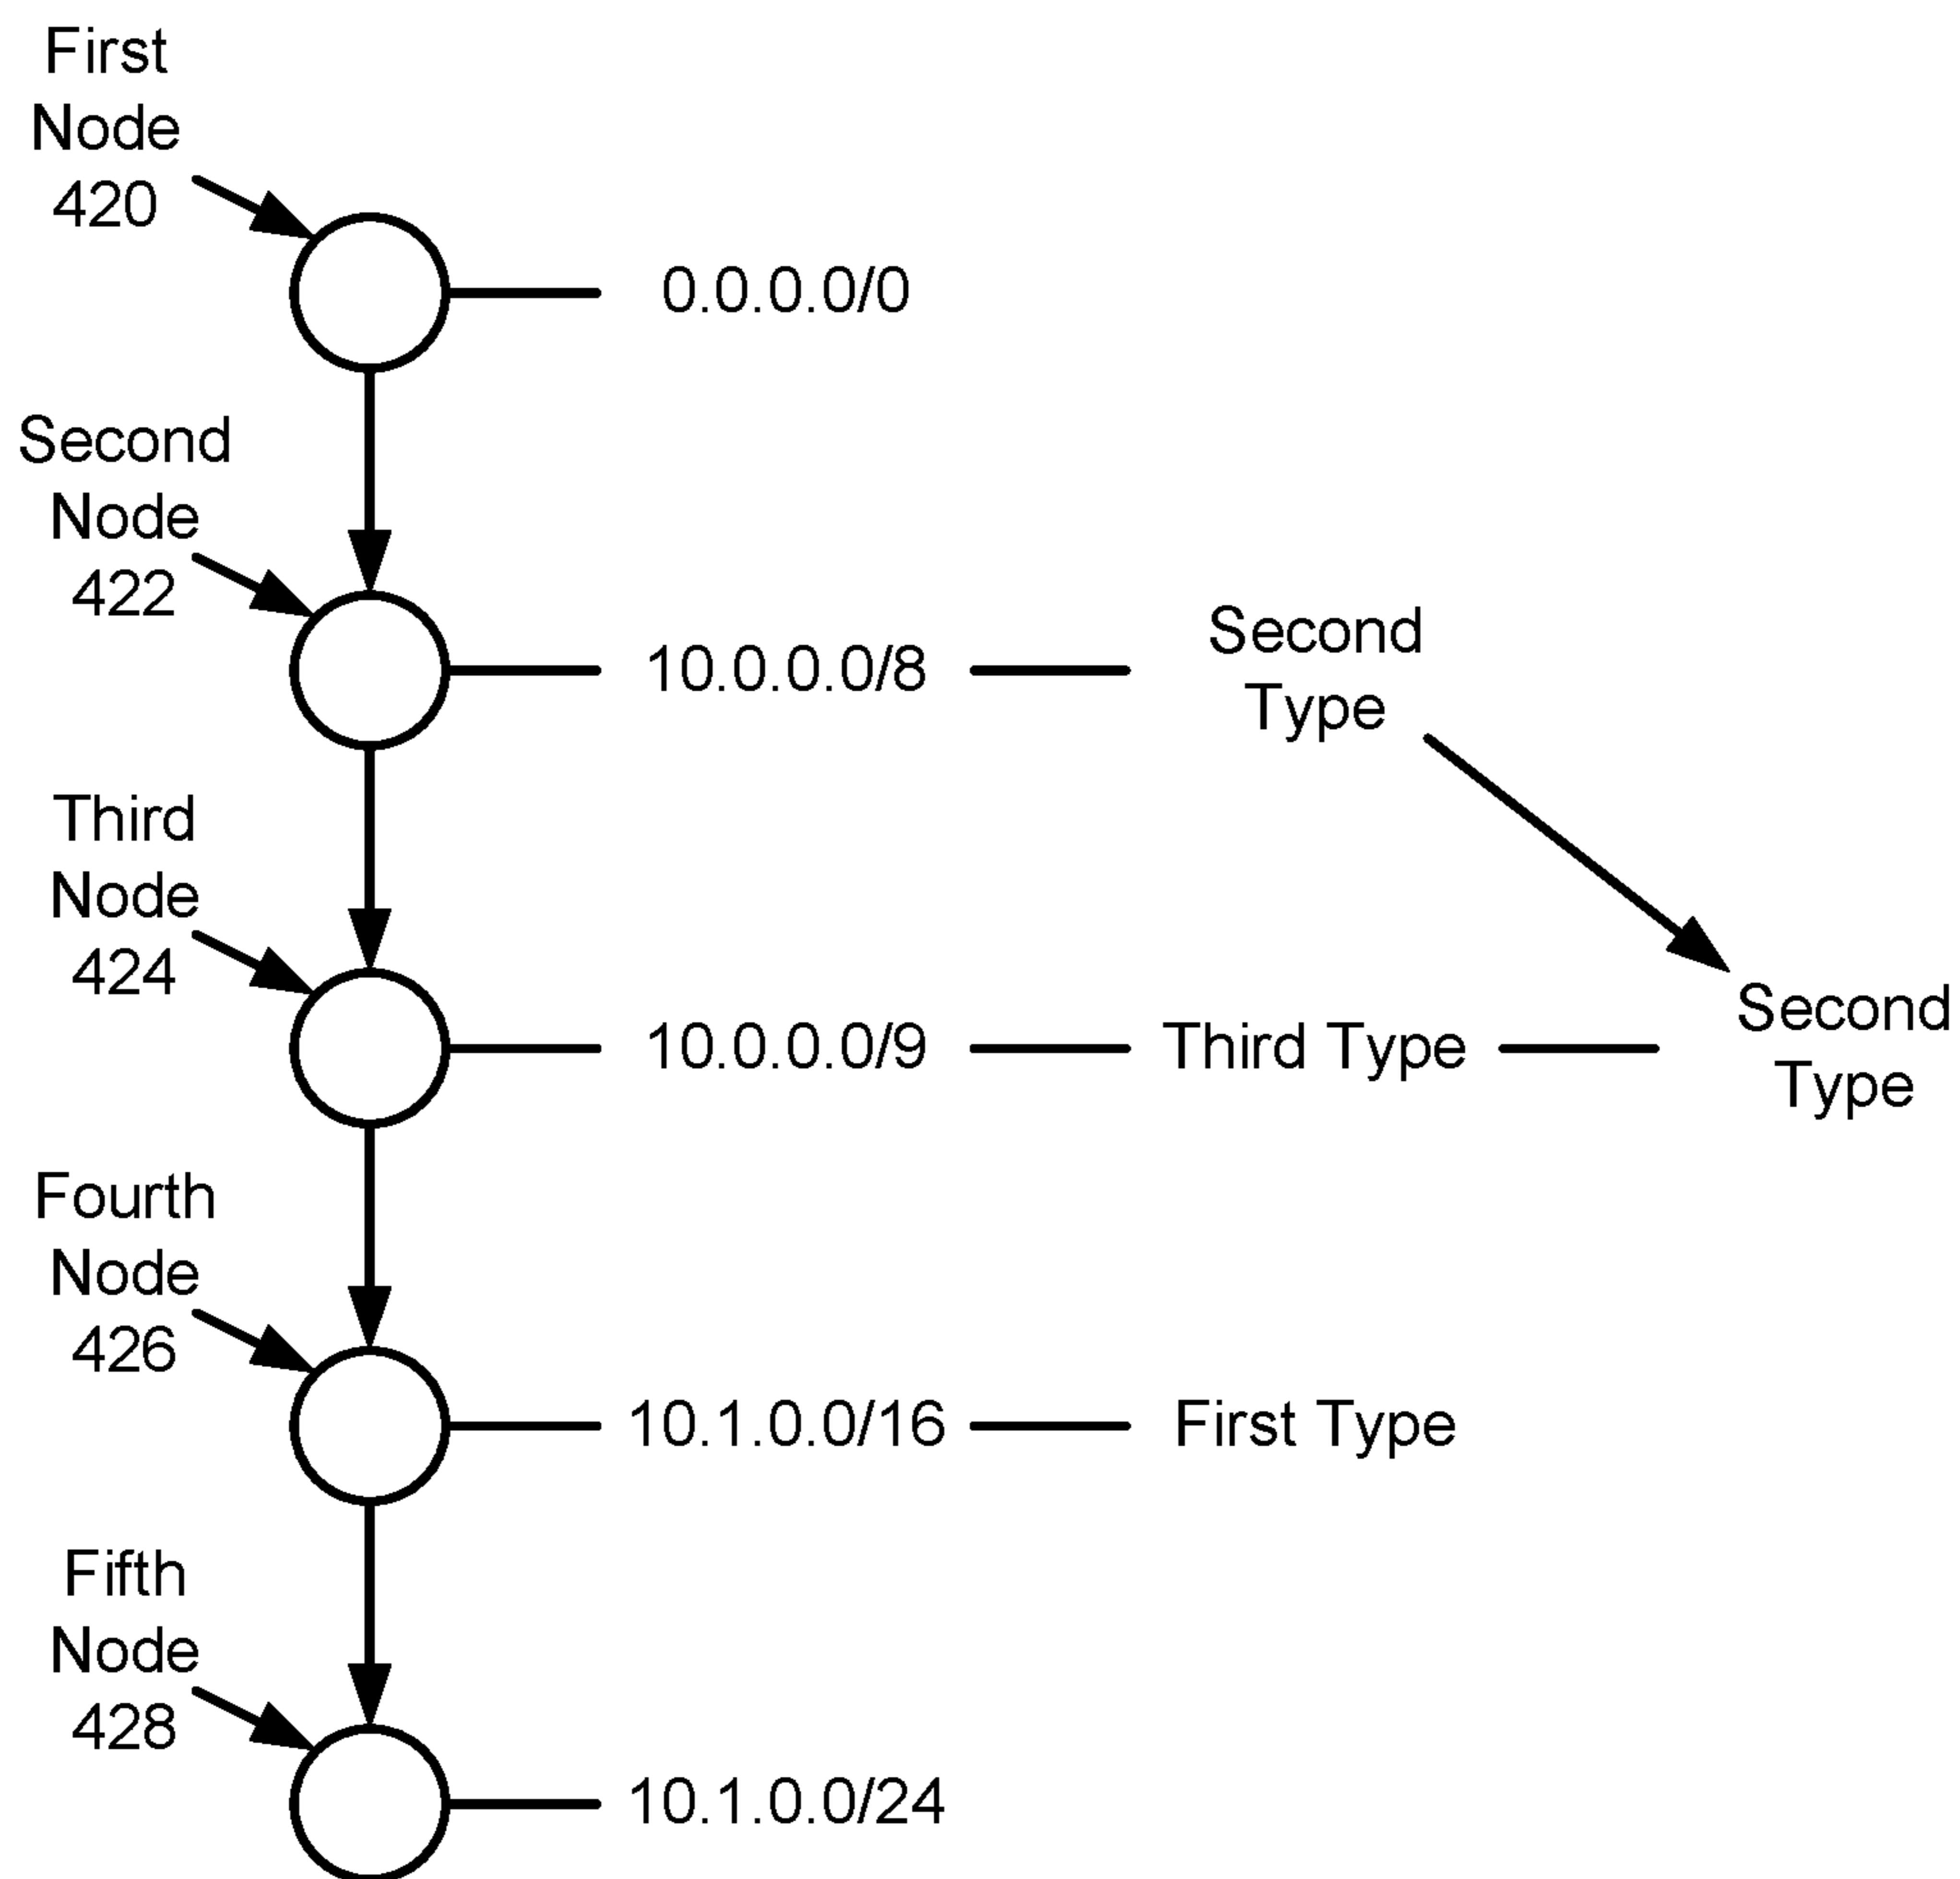 First
Node
420
0.0.0.0/0
Second
Node
422
10.0.0.0/8
Second
Type
Third
Node
424
10.0.0.0/9
Third Type
Second
Type
Fourth
Node
426
10.1.0.0/16
First Type
Fifth
Node
428
10.1.0.0/24